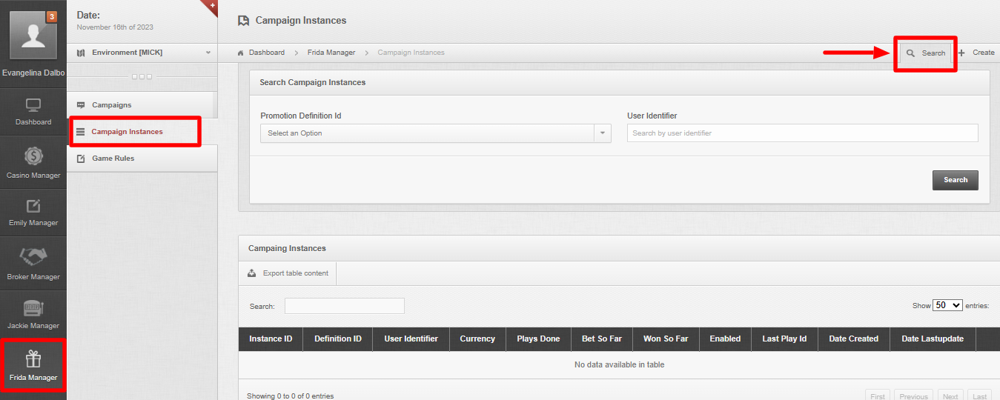 3
Evangelina Dalbo
Dashboard
Casino Manager
Emily Manager
Broker Manager
Jackie Manager
Frida Manager
Date:
November 16th of 2023
Environment [MICK]
Campaigns
Campaign Instances
Game Rules
+
Campaign Instances
Dashboard > Frida Manager > Campaign Instances
Search + Create
Search Campaign Instances
Promotion Definition Id User Identifier
Select an Option Search by user identifier
Search
Campaing Instances
Export table content
Search: Show 50 entries:
Instance ID Definition ID User Identifier Currency Plays Done Bet So Far Won So Far Enabled Last Play Id Date Created Date Lastupdate
No data available in table
Showing 0 to 0 of 0 entries First Previous Next Last